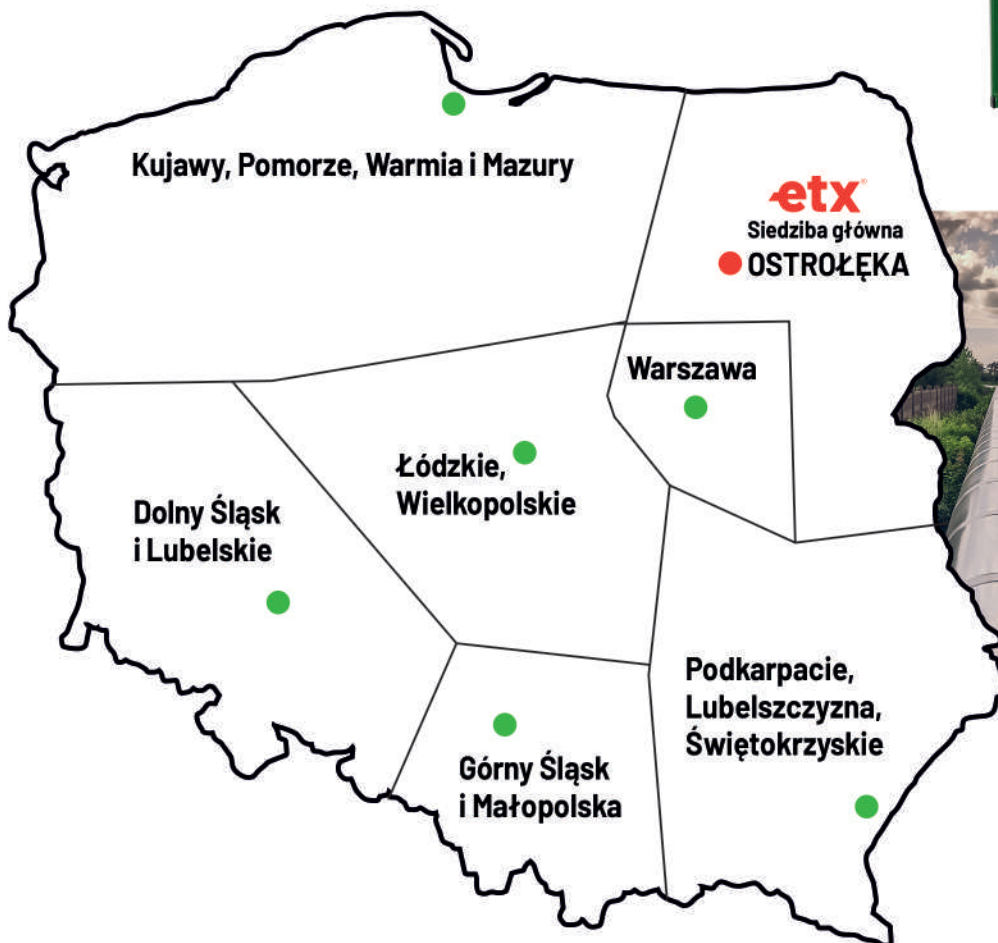 Kujawy, Pomorze, Warmia i Mazury
etx®
Siedziba główna
OSTROŁĘKA
Warszawa
Łódzkie,
Wielkopolskie
Dolny Śląsk
i Lubelskie
Podkarpacie,
Lubelszczyzna,
Świętokrzyskie
Górny Śląsk
i Małopolska